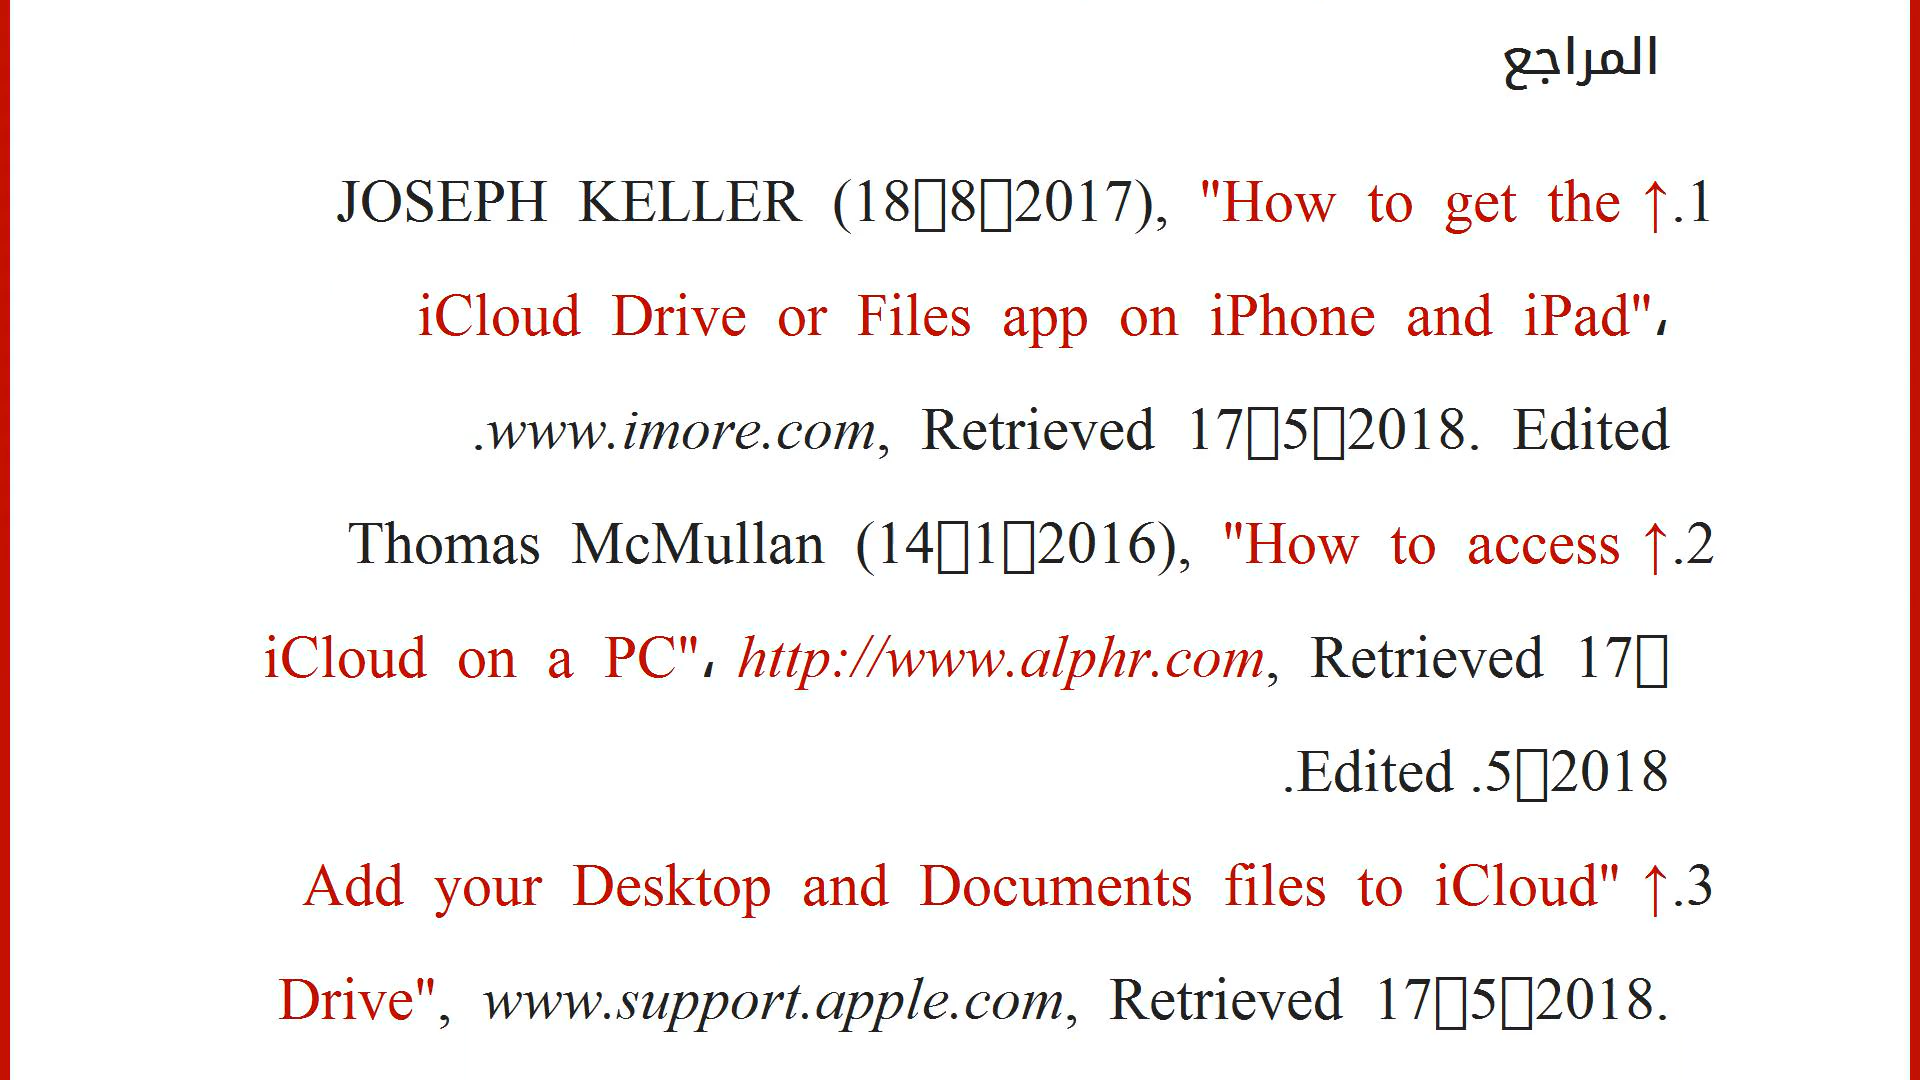 المراجع
1. ↑ JOSEPH KELLER (18▯8▯2017), "How to get the
iCloud Drive or Files app on iPhone and iPad"،
www.imore.com, Retrieved 17▯5▯2018. Edited.
2. ↑ Thomas McMullan (14▯1▯2016), "How to access
iCloud on a PC"، http://www.alphr.com, Retrieved 17▯
5▯2018. Edited.
3. ↑ "Add your Desktop and Documents files to iCloud
Drive", www.support.apple.com, Retrieved 17▯5▯2018.